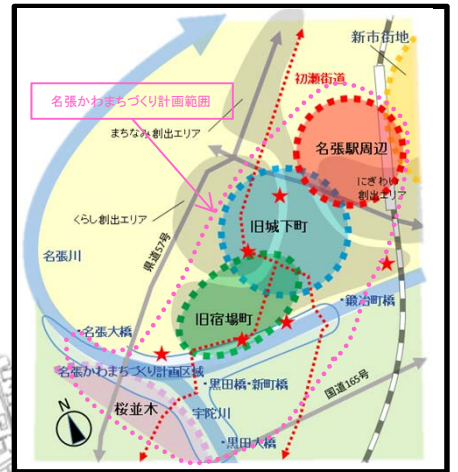 新市街地
初瀬街道
名張かわまちづくり計画範囲
まちなみ創出エリア
名張駅周辺
にぎわい
創出エリア
くらし創出エリア
旧城下町
県道57号
名張川
・鍛冶町橋
旧宿場町
・名張大橋
名張かわまちづくり計画区域
・黒田橋・新町橋
国道165号
桜並木
宇陀川
N
・黒田大橋